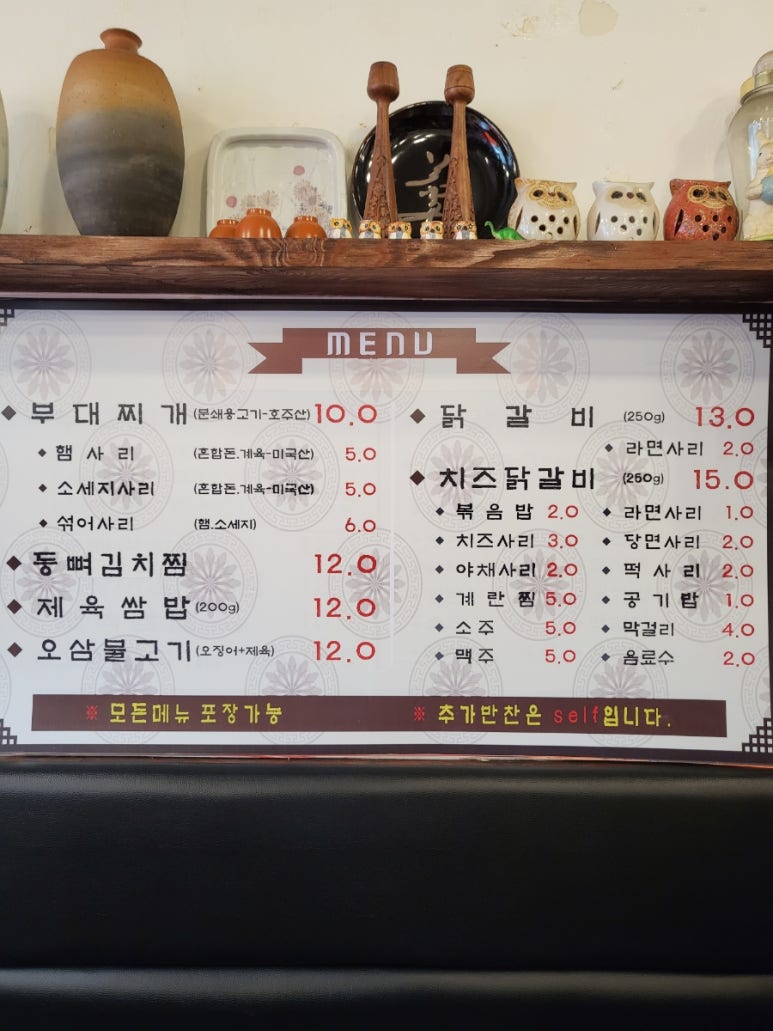 MENU
◆ 부대찌개 (분쇄용고기-호주산) 10.0
◆ 햄사리 (혼합돈.계육-미국산) 5.0
◆ 소세지사리 (혼합돈.계육-미국산) 5.0
◆ 섞어사리 (햄.소세지) 6.0
◆ 등뼈김치찜 12.0
◆ 제육쌈밥 (200g) 12.0
◆ 오삼불고기 (오징어+제육) 12.0
◆ 닭갈비 (250g) 13.0
◆ 라면사리 2.0
◆ 치즈닭갈비 (250g) 15.0
◆ 볶음밥 2.0 ◆ 라면사리 1.0
◆ 치즈사리 3.0 ◆ 당면사리 2.0
◆ 야채사리 2.0 ◆ 떡사리 2.0
◆ 계란찜 5.0 ◆ 공기밥 1.0
◆ 소주 5.0 ◆ 막걸리 4.0
◆ 맥주 5.0 ◆ 음료수 2.0
※ 모든메뉴 포장가능 ※ 추가반찬은 self입니다.